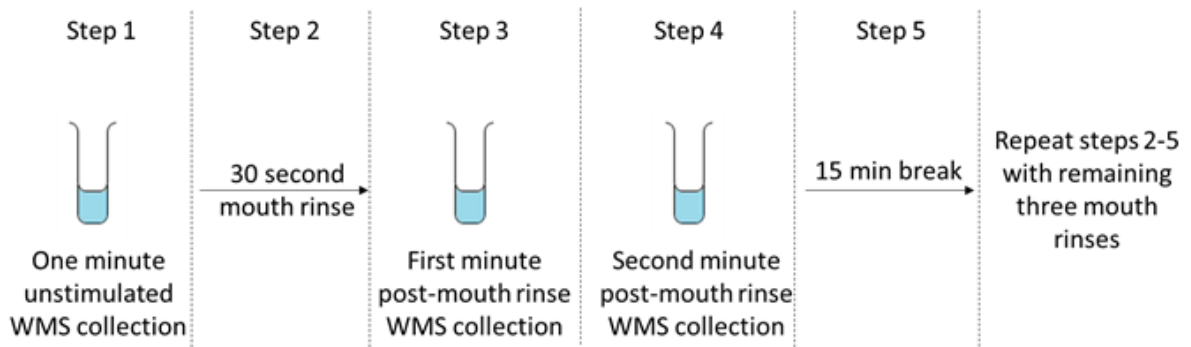 Step 1
Step 2
Step 3
Step 4
Step 5
One minute
unstimulated
WMS collection
30 second
mouth rinse
First minute
post-mouth rinse
WMS collection
Second minute
post-mouth rinse
WMS collection
15 min break
Repeat steps 2-5
with remaining
three mouth
rinses